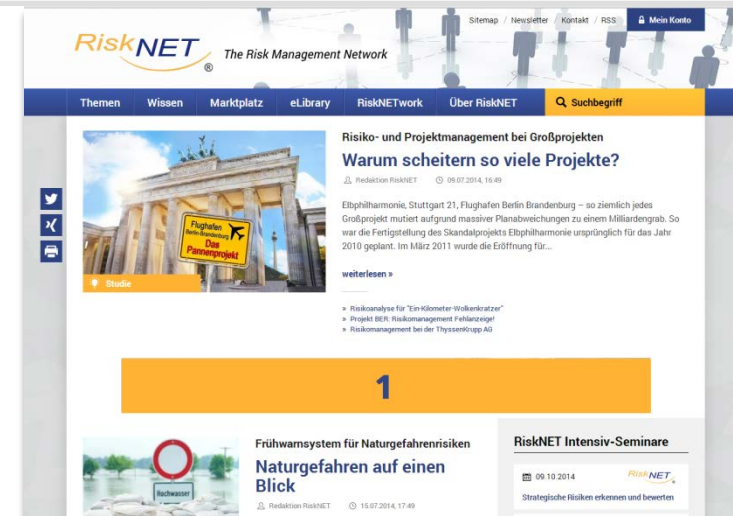 Sitemap / Newsletter / Kontakt / RSS
Mein Konto
RiskNET
®
The Risk Management Network
Themen
Wissen
Marktplatz
eLibrary
RiskNETwork
Über RiskNET
Suchbegriff
Flughafen
Berlin-Brandenburg
Das
Pannenprojekt
Studie
Risiko- und Projektmanagement bei Großprojekten
Warum scheitern so viele Projekte?
Redaktion RiskNET 09.07.2014, 16:49
Elbphilharmonie, Stuttgart 21, Flughafen Berlin Brandenburg – so ziemlich jedes
Großprojekt mutiert aufgrund massiver Planabweichungen zu einem Milliardengrab. So
war die Fertigstellung des Skandalprojekts Elbphilharmonie ursprünglich für das Jahr
2010 geplant. Im März 2011 wurde die Eröffnung für...
weiterlesen »
» Risikoanalyse für "Ein-Kilometer-Wolkenkratzer"
» Projekt BER: Risikomanagement Fehlanzeige!
» Risikomanagement bei der ThyssenKrupp AG
1
Hochwasser
Frühwarnsystem für Naturgefahrenrisiken
Naturgefahren auf einen
Blick
Redaktion RiskNET 15.07.2014, 17:49
RiskNET Intensiv-Seminare
09.10.2014
RiskNET
Strategische Risiken erkennen und bewerten